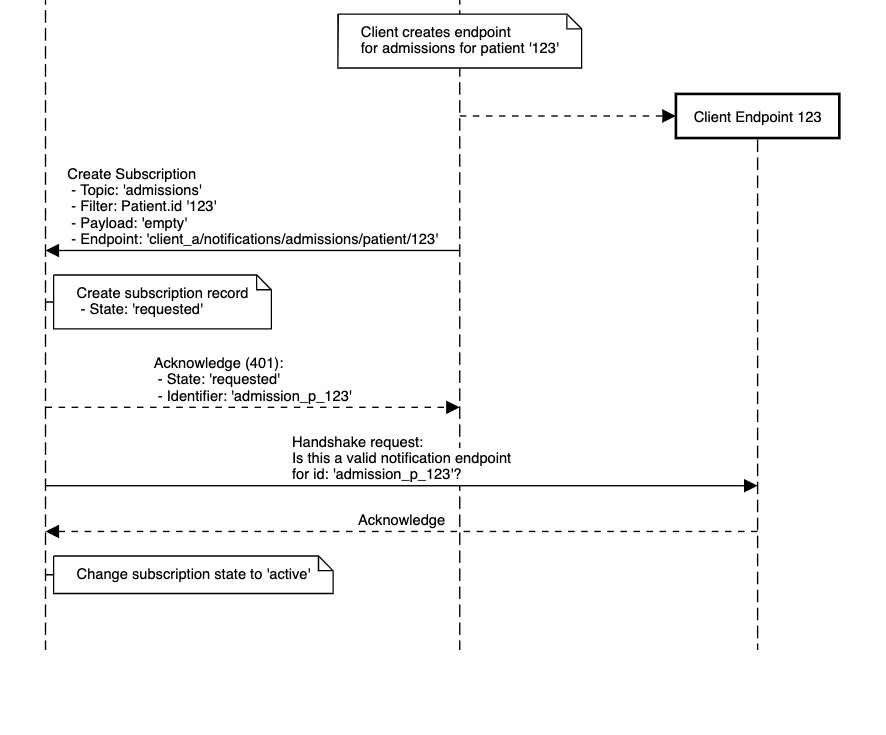 Client creates endpoint
for admissions for patient '123'
Client Endpoint 123
Create Subscription
- Topic: 'admissions'
- Filter: Patient.id '123'
- Payload: 'empty'
- Endpoint: 'client_a/notifications/admissions/patient/123'
Create subscription record
- State: 'requested'
Acknowledge (401):
- State: 'requested'
- Identifier: 'admission_p_123'
Handshake request:
Is this a valid notification endpoint
for id: 'admission_p_123'?
Acknowledge
Change subscription state to 'active'